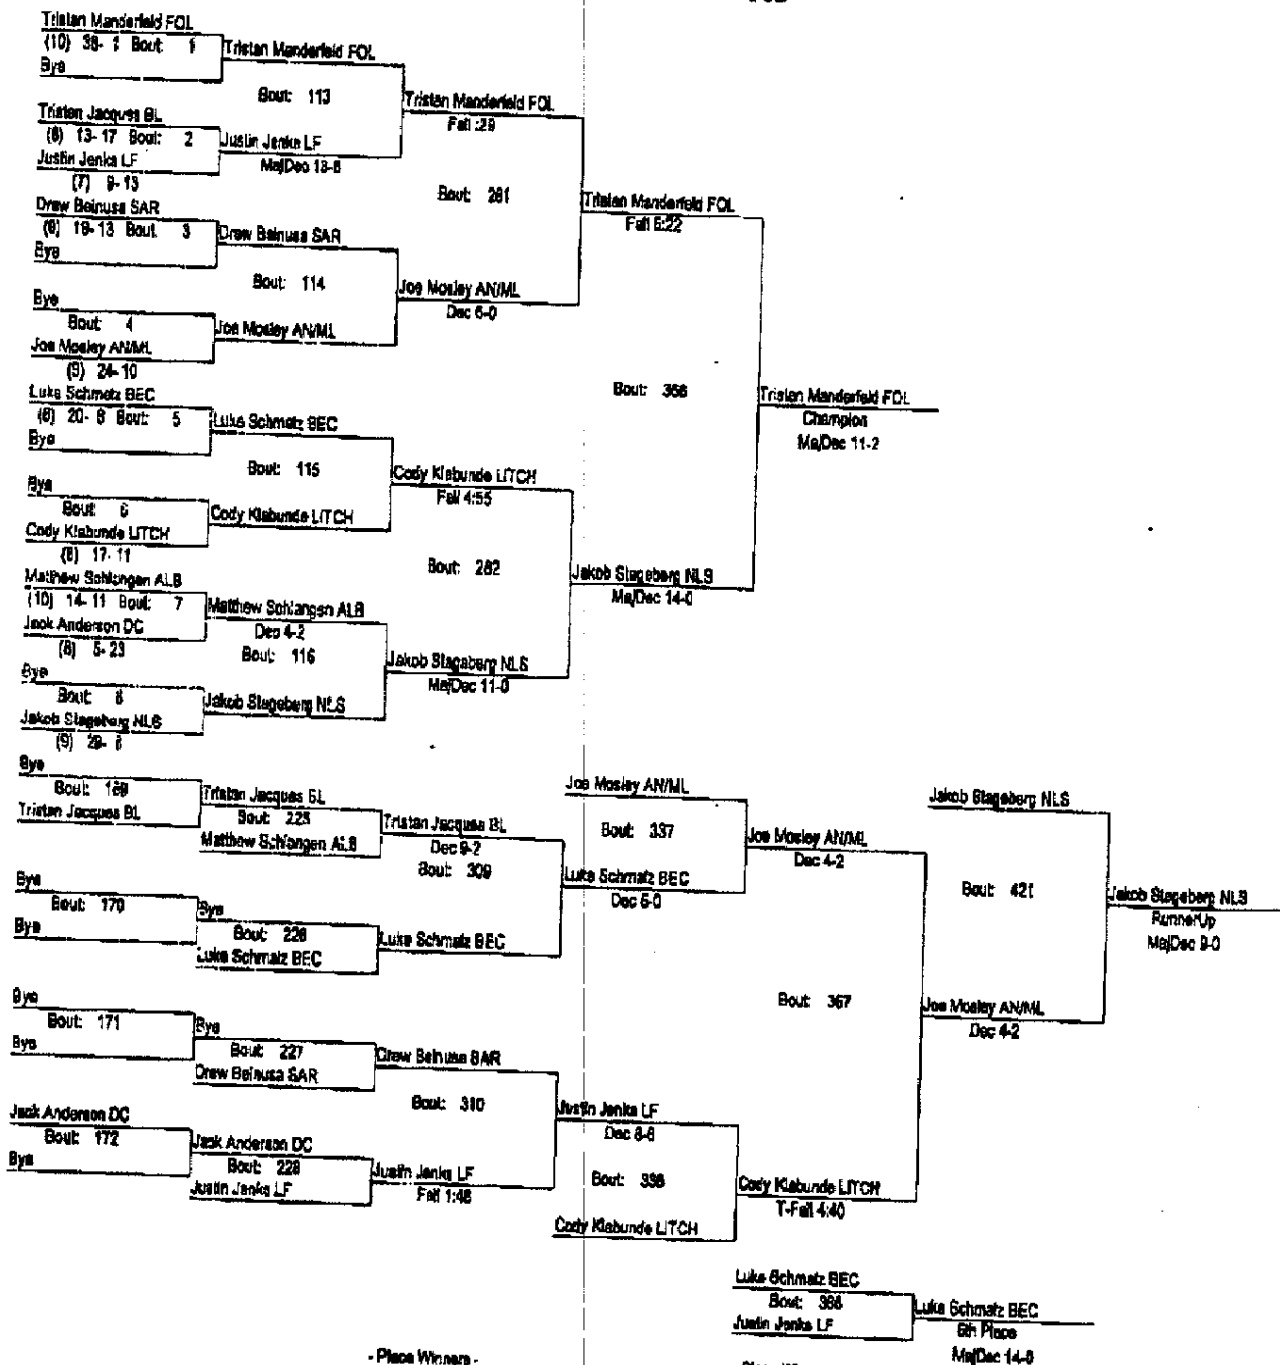 Tristan Manderfeld FOL
(10) 38- 1 Bout: 1
Bye
Tristan Manderfeld FOL
Bout: 113
Tristan Jacques BL
(6) 13- 17 Bout: 2
Justin Jenks LF
(7) 9- 13
Justin Jenks LF
MajDec
Tristan Manderfeld FOL
Fall :29
Bout: 281
Drew Beinusa SAR
19- 13 Bout: 3
Bye
Drew Beinusa SAR
Bout: 114
Bye
Bout: 4
Joe Mosley AN/ML
(9) 24- 10
Joe Mosley AN/ML
Joe Mosley AN/ML
Dec
Tristan Manderfeld FOL
Fall 5:22
Bout:
Luke Schmatz BEC
20- 8 Bout: 5
Bye
Luke Schmatz BEC
Bout: 115
Bye
Bout: 6
Cody Klabunde LITCH
(8) 17- 11
Cody Klabunde LITCH
Cody Klabunde LITCH
Fall 4:55
Bout: 282
Matthew Schlangen ALB
(10) 14- 11 Bout: 7
Jack Anderson DC
(8) 5- 23
Matthew Schlangen ALB
Dec 4-2
Bout: 116
Bye
Bout: 8
Jakob Stageberg NLS
(9)
Jakob Stageberg NLS
Jakob Stageberg NLS
MajDec 11-0
Jakob Stageberg NLS
MajDec 14-0
Tristan Manderfeld FOL
Champion
MajDec 11-2
Bye
Bout: 169
Tristan Jacques BL
Tristan Jacques BL
Bout: 225
Matthew Schlangen ALB
Tristan Jacques BL
Dec 9-2
Bout: 309
Bye
Bout: 170
Bye
Bye
Bout: 226
Luke Schmatz BEC
Luke Schmatz BEC
Luke Schmatz BEC
Dec
Joe Mosley AN/ML
Bout: 337
Joe Mosley AN/ML
Dec 4-2
Bout: 367
Bye
Bout: 171
Bye
Bye
Bout: 227
Drew Beinusa SAR
Drew Beinusa SAR
Bout: 310
Jack Anderson DC
Bout: 172
Bye
Jack Anderson DC
Bout: 228
Justin Jenks LF
Justin Jenks LF
Fall
Justin Jenks LF
Dec
Bout: 338
Cody Klabunde LITCH
Cody Klabunde LITCH
T-Fall 4:40
Joe Mosley AN/ML
Dec 4-2
Jakob Stageberg NLS
Bout: 421
Jakob Stageberg NLS
RunnerUp
MajDec 9-0
Luke Schmatz BEC
Bout:
Justin Jenks LF
Luke Schmatz BEC
Place
MajDec
- Place Winners -